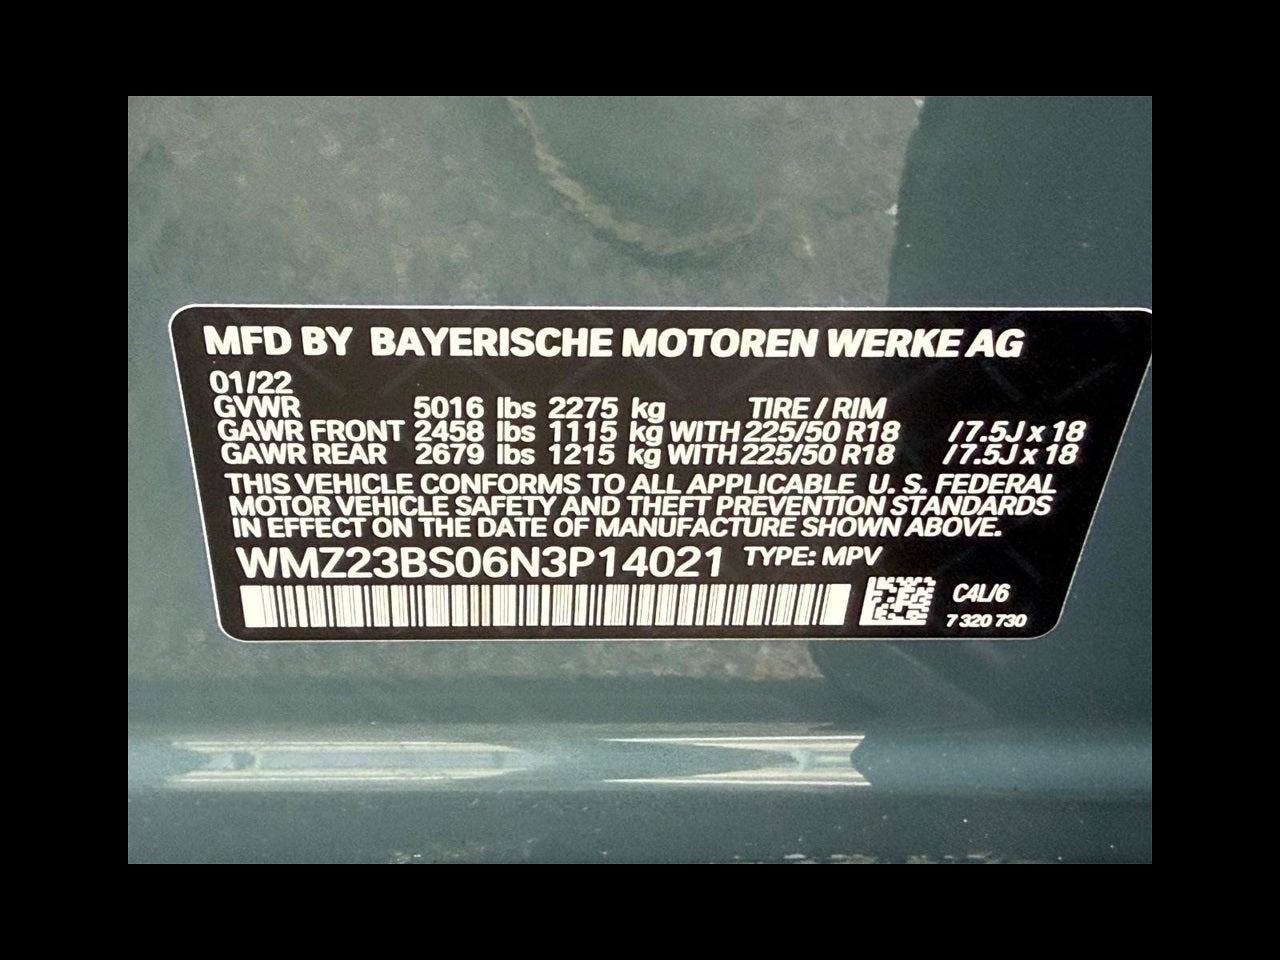 MFD BY BAYERISCHE MOTOREN WERKE AG
01/22
GVWR 5016 lbs 2275 kg TIRE / RIM
GAWR FRONT 2458 lbs 1115 kg WITH 225/50 R18 /7.5J x 18
GAWR REAR 2679 lbs 1215 kg WITH 225/50 R18 /7.5J x 18
THIS VEHICLE CONFORMS TO ALL APPLICABLE U. S. FEDERAL
MOTOR VEHICLE SAFETY AND THEFT PREVENTION STANDARDS
IN EFFECT ON THE DATE OF MANUFACTURE SHOWN ABOVE.
WMZ23BS06N3P14021 TYPE: MPV
C4L/6
7 320 730